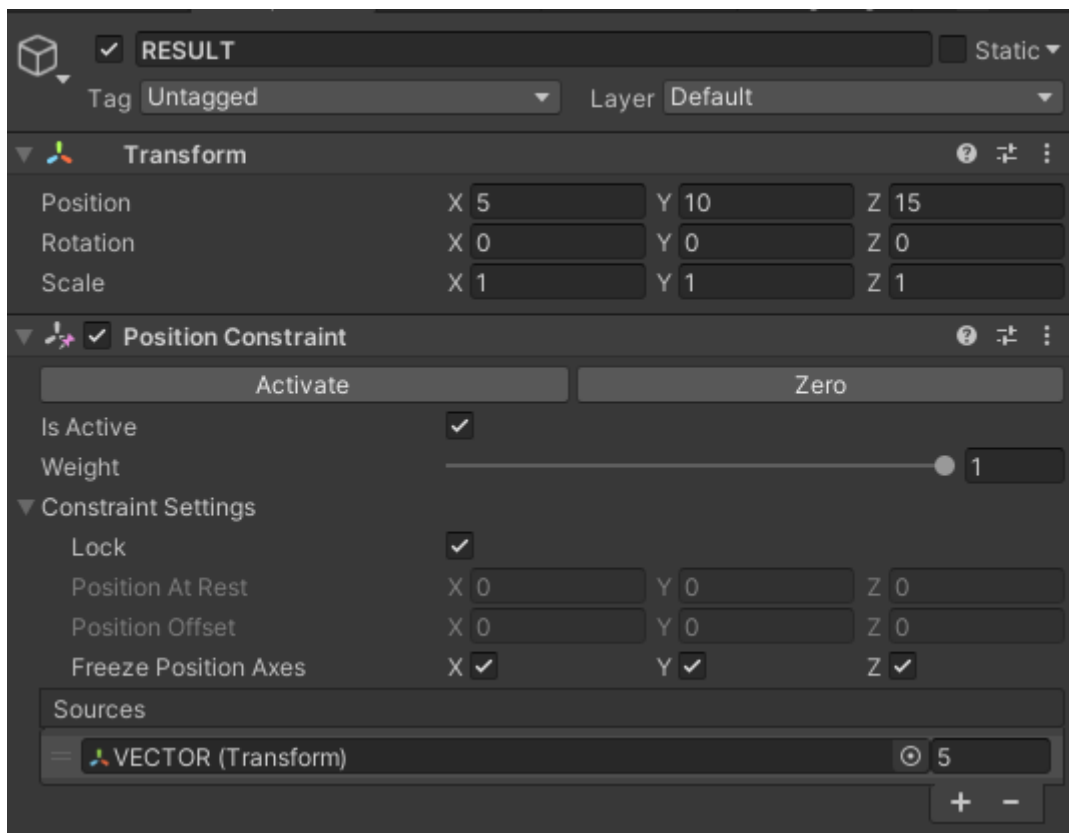 RESULT Static
Tag Untagged Layer Default
Transform
Position X 5 Y 10 Z 15
Rotation X 0 Y 0 Z 0
Scale X 1 Y 1 Z 1
Position Constraint
Activate Zero
Is Active
Weight 1
Constraint Settings
Lock
Position At Rest X 0 Y 0 Z 0
Position Offset X 0 Y 0 Z 0
Freeze Position Axes X Y Z
Sources
VECTOR (Transform) 5